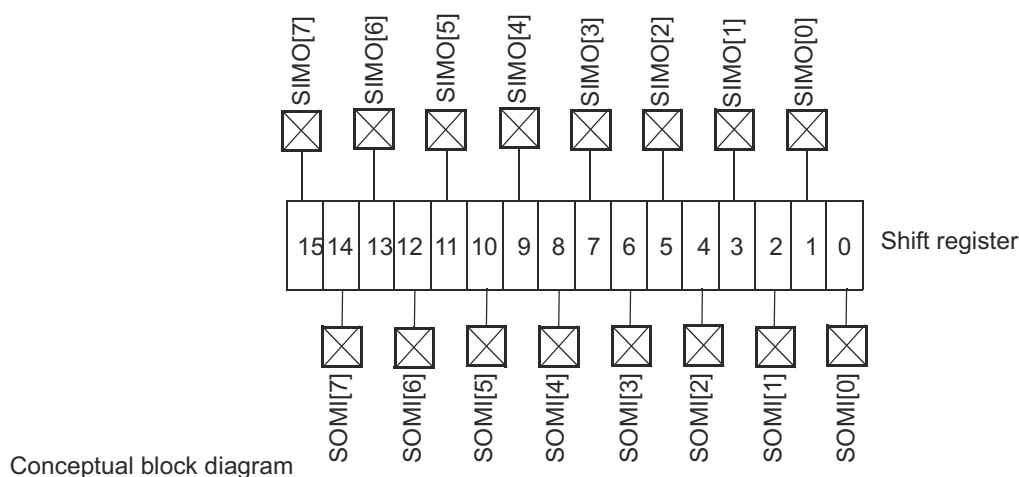 SIMO[7] SIMO[6] SIMO[5] SIMO[4] SIMO[3] SIMO[2] SIMO[1] SIMO[0]
15 14 13 12 11 10 9 8 7 6 5 4 3 2 1 0 Shift register
SOMI[7] SOMI[6] SOMI[5] SOMI[4] SOMI[3] SOMI[2] SOMI[1] SOMI[0]
Conceptual block diagram